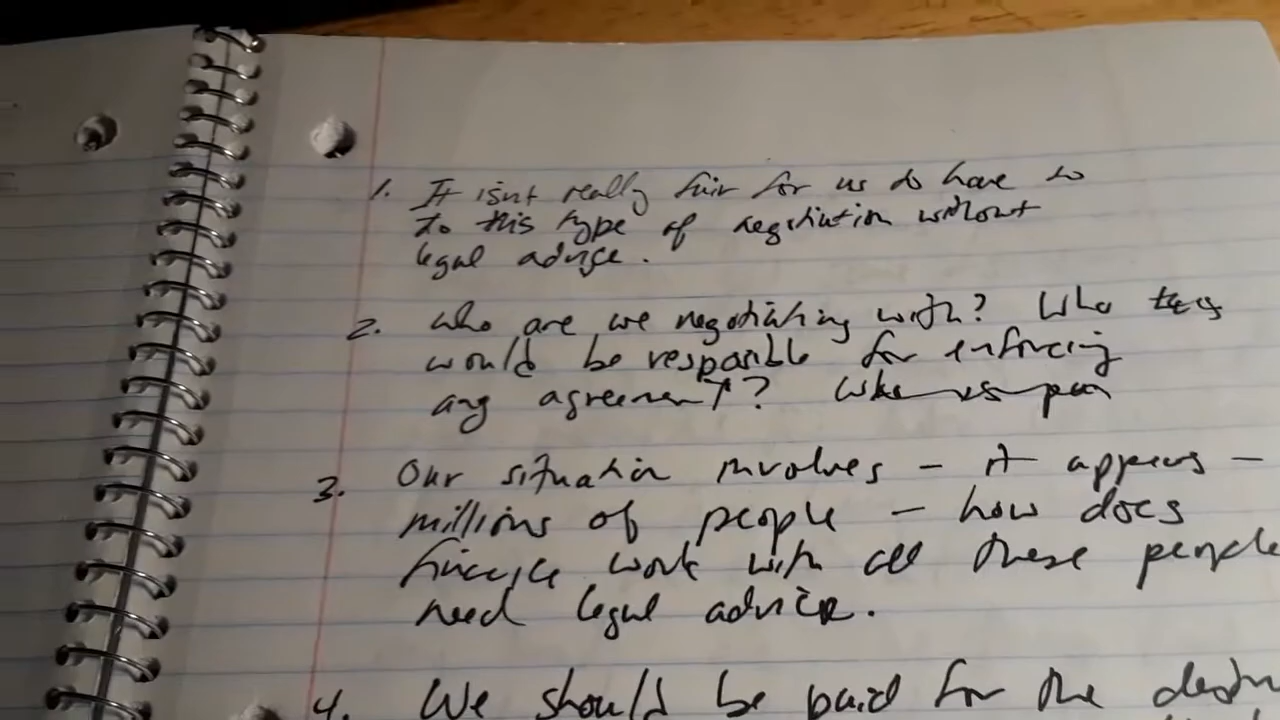 1. It isnt really fair for us to have to
to this type of negotiation without
legal advice.
2. Who are we negotiating with? Who
would be responsible for enforcing
any agreement?
3. Our situation involves – it appears –
millions of people – how does
work with all these people
need legal advice.
4. We should be paid for the